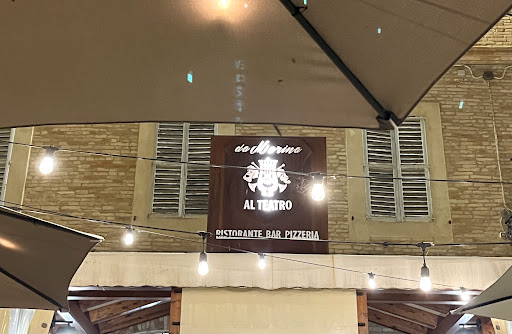 da Marino
AL TEATRO
RISTORANTE BAR PIZZERIA